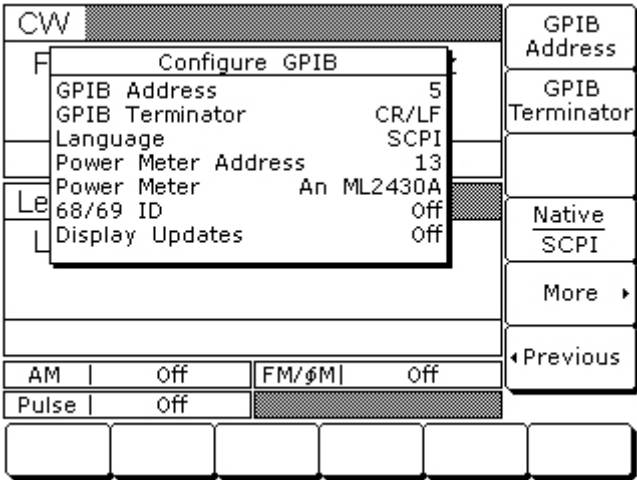 CW
Configure GPIB
GPIB Address 5
GPIB Terminator CR/LF
Language SCPI
Power Meter Address 13
Power Meter An ML2430A
68/69 ID Off
Display Updates Off
F
Le
L
AM | Off
FM/ɸM| Off
Pulse | Off
GPIB
Address
GPIB
Terminator
Native
SCPI
More
Previous